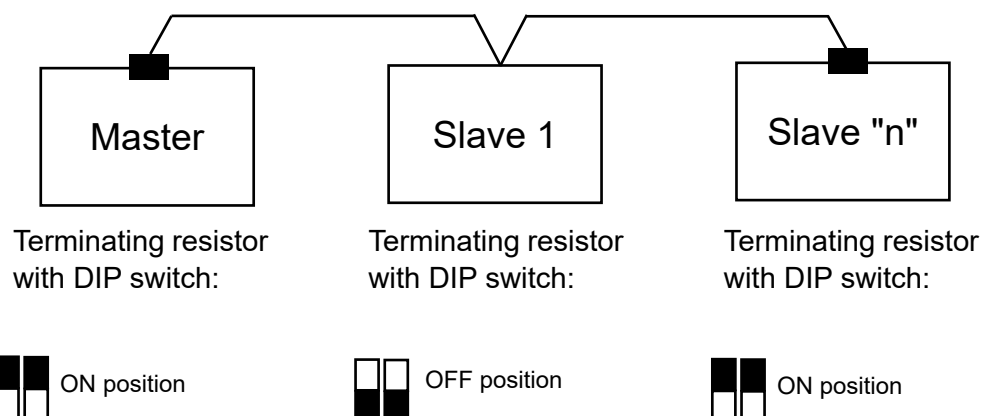 Master
Slave 1
Slave "n"
Terminating resistor
with DIP switch:
Terminating resistor
with DIP switch:
Terminating resistor
with DIP switch:
ON position
OFF position
ON position